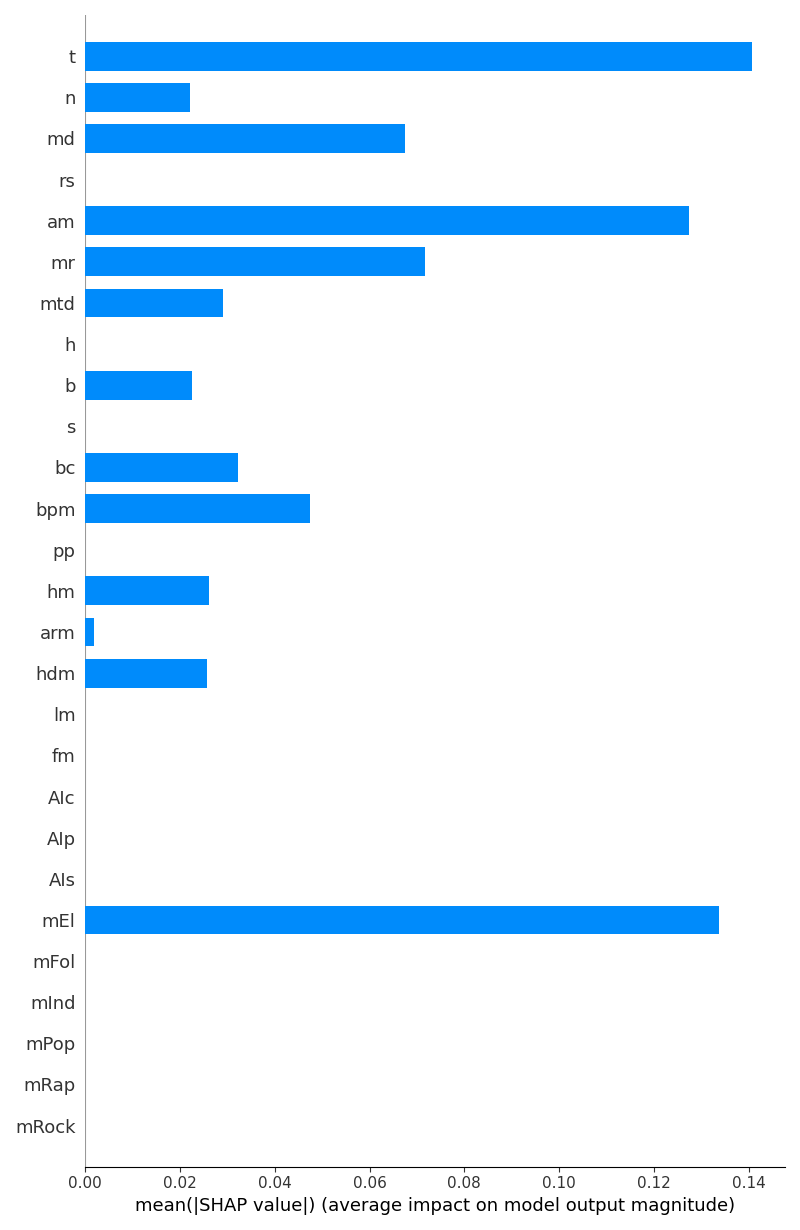 t
n
md
rs
am
mr
mtd
h
b
s
bc
bpm
pp
hm
arm
hdm
lm
fm
AIc
AIp
AIs
mEl
mFol
mInd
mPop
mRap
mRock
0.00 0.02 0.04 0.06 0.08 0.10 0.12 0.14
mean(|SHAP value|) (average impact on model output magnitude)